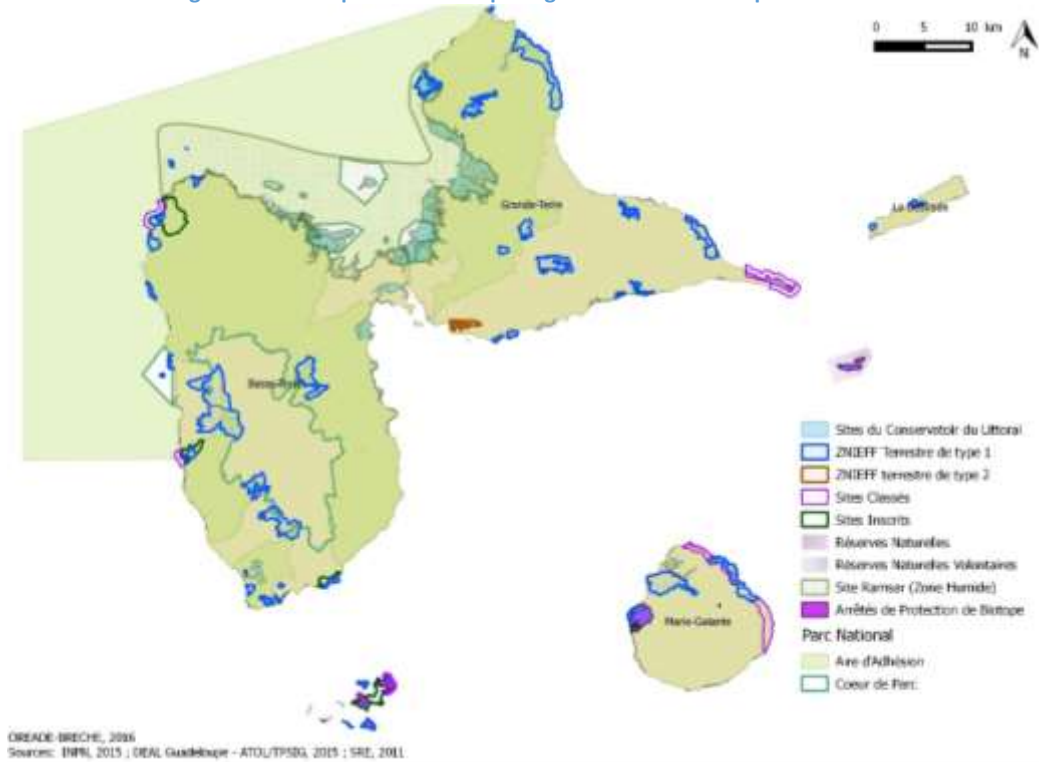 0 5 10 km
N
Grande-Terre
La Désirade
Basse-Terre
Marie-Galante
Sites du Conservatoir du Littoral
ZNIEFF Terrestre de type 1
ZNIEFF terrestre de type 2
Sites Classés
Sites Inscrits
Réserves Naturelles
Réserves Naturelles Volontaires
Site Ramsar (Zone Humide)
Arrêtés de Protection de Biotope
Parc National
Aire d'Adhésion
Coeur de Parc
OREADE-BRECHE, 2016
Sources: INPN, 2015 ; DEAL Guadeloupe - ATOL/TPSIG, 2015 ; SRE, 2011